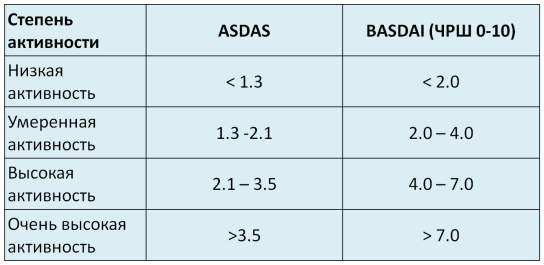 Степень активности ASDAS BASDAI (ЧРШ 0-10)
Низкая активность < 1.3 < 2.0
Умеренная активность 1.3 -2.1 2.0 – 4.0
Высокая активность 2.1 – 3.5 4.0 – 7.0
Очень высокая активность >3.5 > 7.0